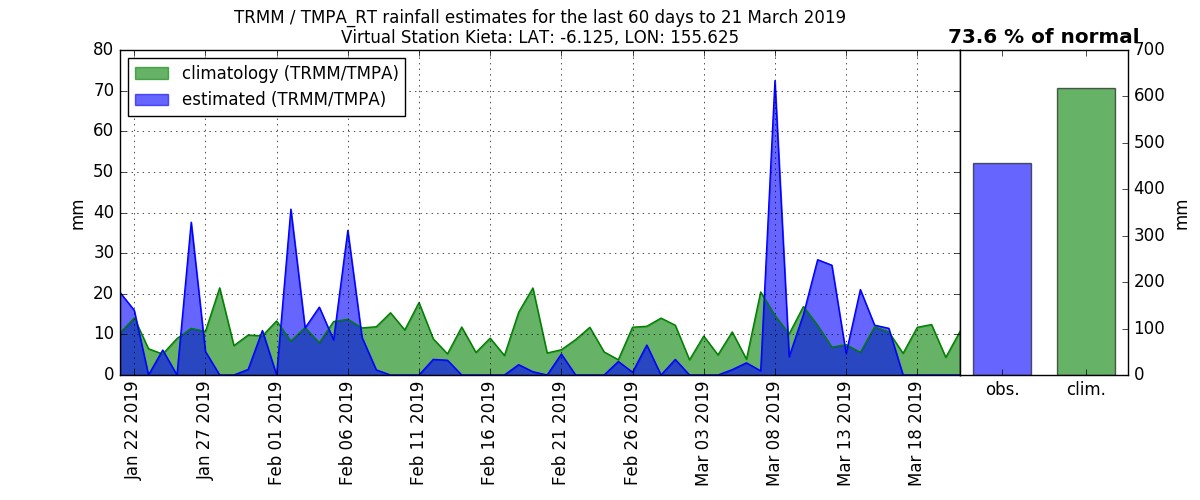 TRMM / TMPA_RT rainfall estimates for the last 60 days to 21 March 2019
Virtual Station Kieta: LAT: -6.125, LON: 155.625
73.6 % of normal
climatology (TRMM/TMPA)
estimated (TRMM/TMPA)
mm
80
70
60
50
40
30
20
10
0
Jan 22 2019
Jan 27 2019
Feb 01 2019
Feb 06 2019
Feb 11 2019
Feb 16 2019
Feb 21 2019
Feb 26 2019
Mar 03 2019
Mar 08 2019
Mar 13 2019
Mar 18 2019
700
600
500
400
300
200
100
0
mm
obs.
clim.